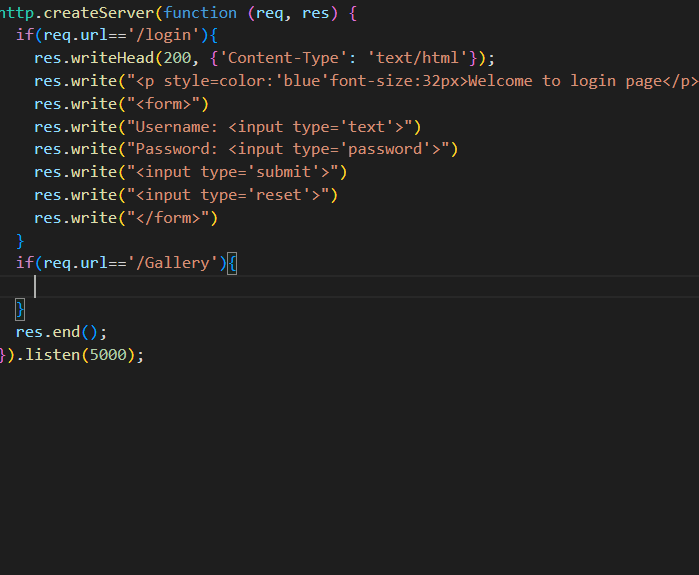 http.createServer(function (req, res) {
  if(req.url=='/login'){
    res.writeHead(200, {'Content-Type': 'text/html'});
    res.write("<p style=color:'blue'font-size:32px>Welcome to login page</p>
    res.write("<form>")
    res.write("Username: <input type='text'>")
    res.write("Password: <input type='password'>")
    res.write("<input type='submit'>")
    res.write("<input type='reset'>")
    res.write("</form>")
  }
  if(req.url=='/Gallery'){
  }
  res.end();
}).listen(5000);